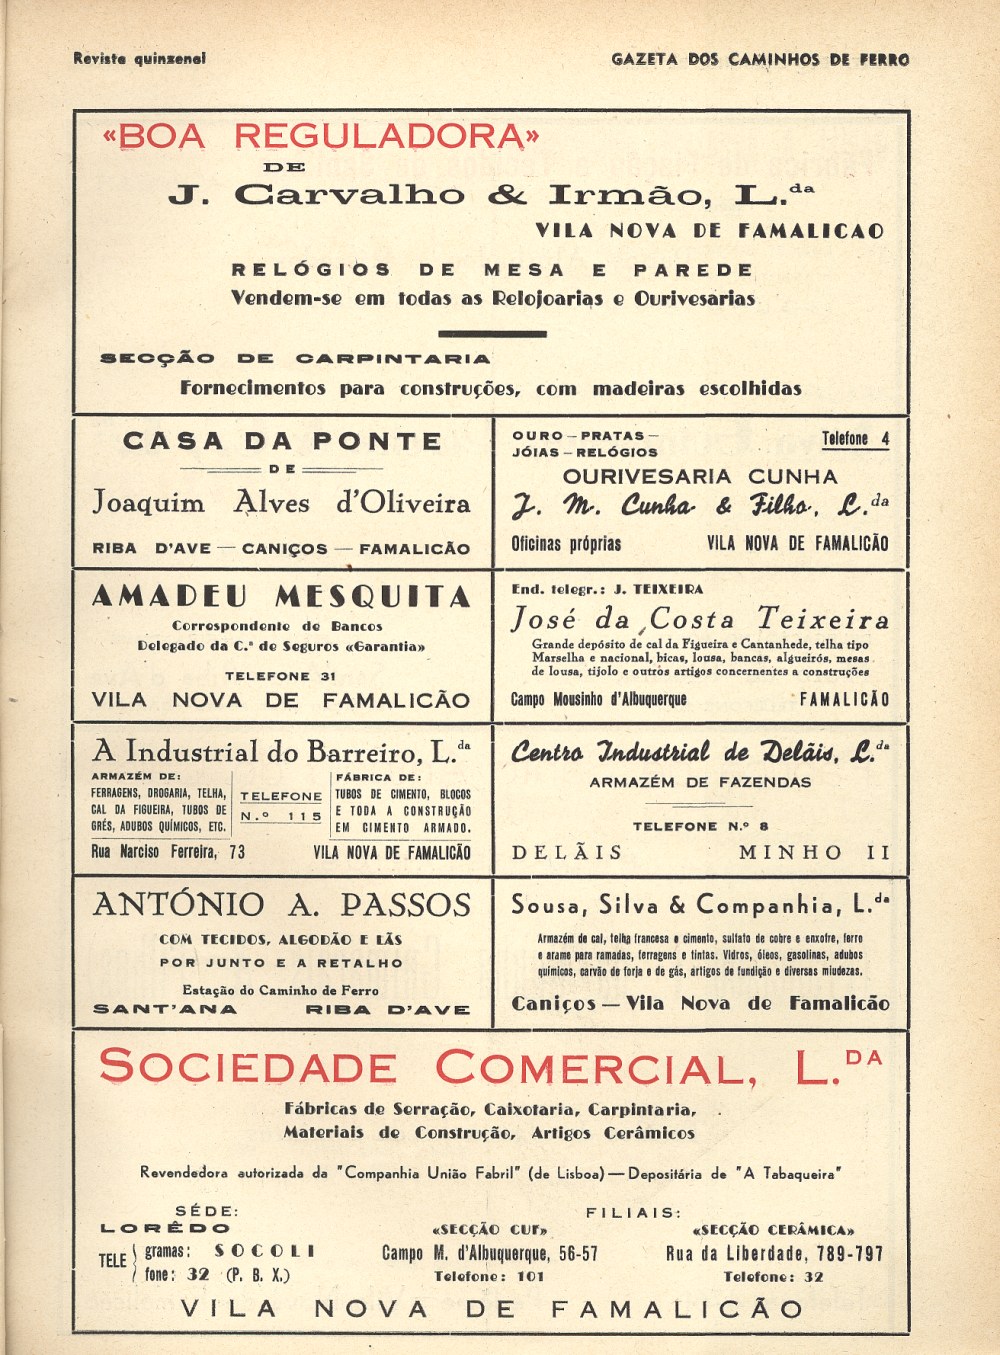 Revista quinzenal
GAZETA DOS CAMINHOS DE FERRO
«BOA REGULADORA»
DE
J. Carvalho & Irmão, L.da
VILA NOVA DE FAMALICAO
RELÓGIOS DE MESA E PAREDE
Vendem-se em todas as Relojoarias e Ourivesarias
SECÇÃO DE CARPINTARIA
Fornecimentos para construções, com madeiras escolhidas
CASA DA PONTE
DE
Joaquim Alves d'Oliveira
RIBA D'AVE — CANIÇOS — FAMALICÃO
OURO – PRATAS –
JÓIAS – RELÓGIOS
Telefone 4
OURIVESARIA CUNHA
J. M. Cunha & Filho, L.da
Oficinas próprias VILA NOVA DE FAMALICÃO
AMADEU MESQUITA
Correspondente de Bancos
Delegado da C.ª de Seguros «Garantia»
TELEFONE 31
VILA NOVA DE FAMALICÃO
End. telegr.: J. TEIXEIRA
José da Costa Teixeira
Grande depósito de cal da Figueira e Cantanhede, telha tipo
Marselha e nacional, bicas, lousa, bancas, algueirós, mesas
de lousa, tijolo e outros artigos concernentes a construções
Campo Mousinho d'Albuquerque FAMALICÃO
A Industrial do Barreiro, L.da
ARMAZÉM DE:
FERRAGENS, DROGARIA, TELHA,
CAL DA FIGUEIRA, TUBOS DE
GRÉS, ADUBOS QUÍMICOS, ETC.
TELEFONE
N.º 115
FÁBRICA DE:
TUBOS DE CIMENTO, BLOCOS
E TODA A CONSTRUÇÃO
EM CIMENTO ARMADO.
Rua Narciso Ferreira, 73 VILA NOVA DE FAMALICÃO
Centro Industrial de Delães, L.da
ARMAZÉM DE FAZENDAS
TELEFONE N.º 8
DELÃIS MINHO II
ANTÓNIO A. PASSOS
COM TECIDOS, ALGODÃO E LÃS
POR JUNTO E A RETALHO
Estação do Caminho de Ferro
SANT'ANA RIBA D'AVE
Sousa, Silva & Companhia, L.da
Armazém de cal, telha francesa e cimento, sulfato de cobre e enxofre, ferro
e arame para ramadas, ferragens e tintas. Vidros, óleos, gasolinas, adubos
químicos, carvão de forja e de gás, artigos de fundição e diversas miudezas.
Caniços — Vila Nova de Famalicão
SOCIEDADE COMERCIAL, L.DA
Fábricas de Serração, Caixotaria, Carpintaria,
Materiais de Construção, Artigos Cerâmicos
Revendedora autorizada da "Companhia União Fabril" (de Lisboa) — Depositária de "A Tabaqueira"
SÉDE:
LORÊDO
TELE gramas: SOCOLI
fone: 32 (P. B. X.)
FILIAIS:
«SECÇÃO CUF»
Campo M. d'Albuquerque, 56-57
Telefone: 101
«SECÇÃO CERÂMICA»
Rua da Liberdade, 789-797
Telefone: 32
VILA NOVA DE FAMALICÃO